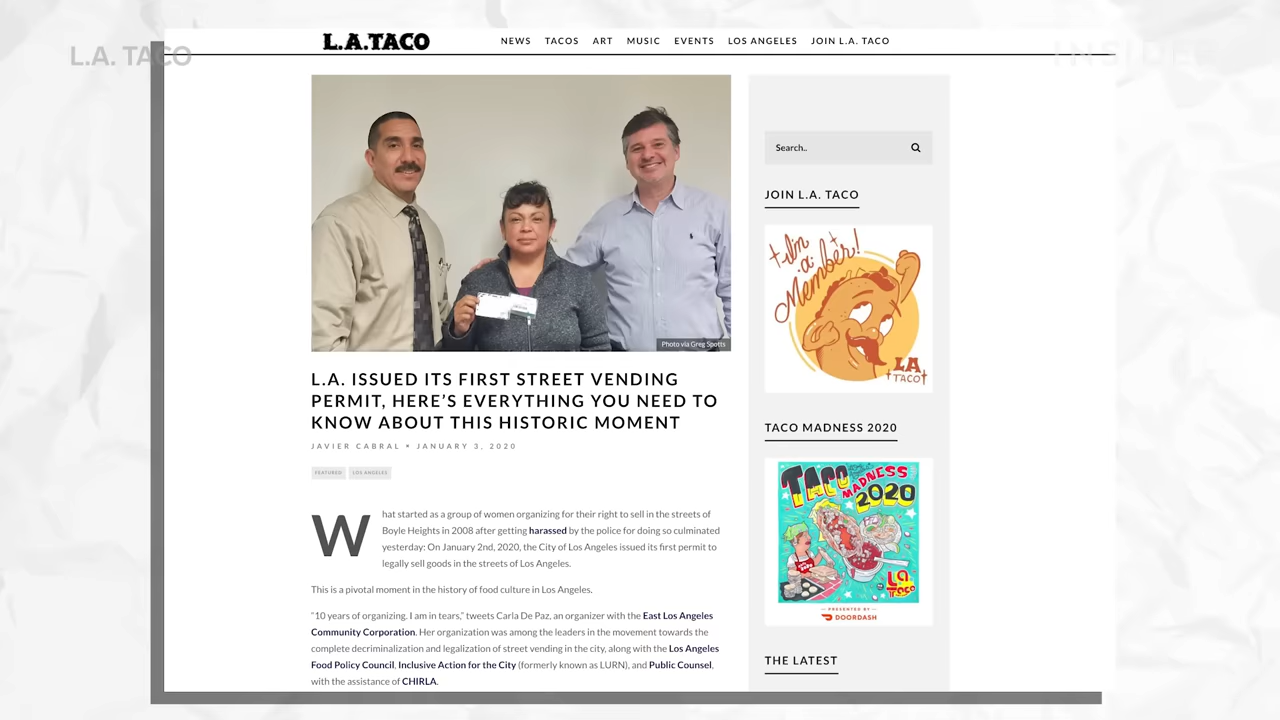 L.A. TACO
INSIDER
L.A.TACO
NEWS TACOS ART MUSIC EVENTS LOS ANGELES JOIN L.A. TACO
Photo via Greg Spotts
L.A. ISSUED ITS FIRST STREET VENDING
PERMIT, HERE'S EVERYTHING YOU NEED TO
KNOW ABOUT THIS HISTORIC MOMENT
JAVIER CABRAL × JANUARY 3, 2020
FEATURED LOS ANGELES
What started as a group of women organizing for their right to sell in the streets of
Boyle Heights in 2008 after getting harassed by the police for doing so culminated
yesterday: On January 2nd, 2020, the City of Los Angeles issued its first permit to
legally sell goods in the streets of Los Angeles.
This is a pivotal moment in the history of food culture in Los Angeles.
"10 years of organizing. I am in tears," tweets Carla De Paz, an organizer with the East Los Angeles
Community Corporation. Her organization was among the leaders in the movement towards the
complete decriminalization and legalization of street vending in the city, along with the Los Angeles
Food Policy Council, Inclusive Action for the City (formerly known as LURN), and Public Counsel,
with the assistance of CHIRLA.
Search..
JOIN L.A. TACO
I'm
a
Member!
LA
TACO
TACO MADNESS 2020
TACO
MADNESS
2020
LA
TACO
PRESENTED BY
DOORDASH
THE LATEST